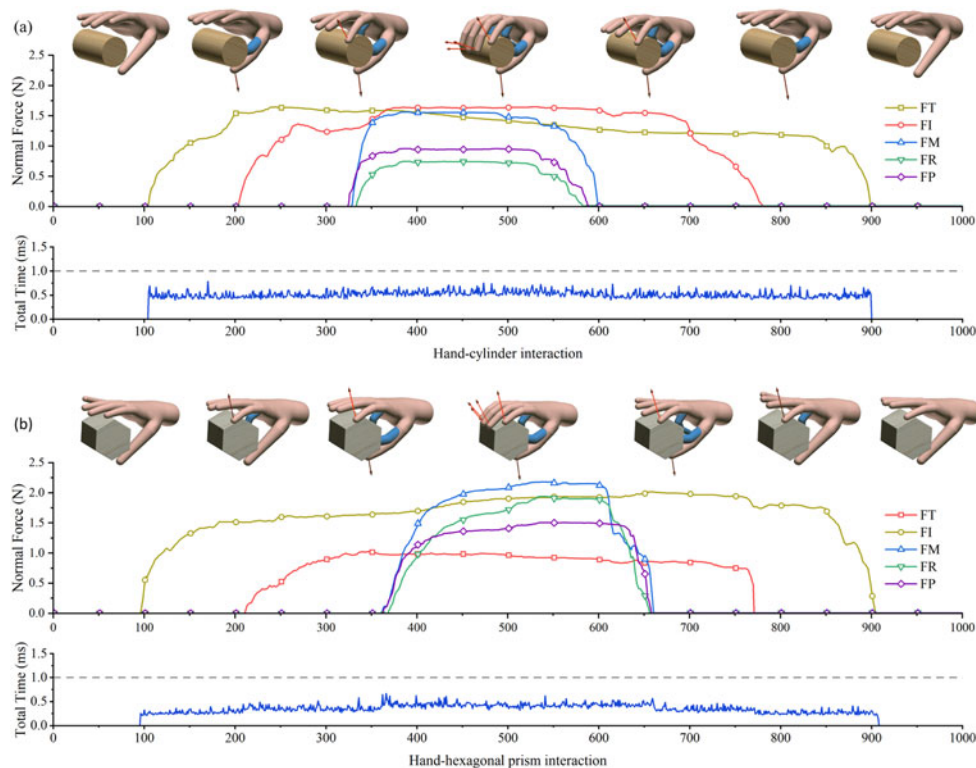 (a)
2.5
2.0
1.5
1.0
0.5
0.0
Normal Force (N)
FT
FI
FM
FR
FP
0 100 200 300 400 500 600 700 800 900 1000
1.5
1.0
0.5
0.0
Total Time (ms)
0 100 200 300 400 500 600 700 800 900 1000
Hand-cylinder interaction
(b)
2.5
2.0
1.5
1.0
0.5
0.0
Normal Force (N)
FT
FI
FM
FR
FP
0 100 200 300 400 500 600 700 800 900 1000
1.5
1.0
0.5
0.0
Total Time (ms)
0 100 200 300 400 500 600 700 800 900 1000
Hand-hexagonal prism interaction